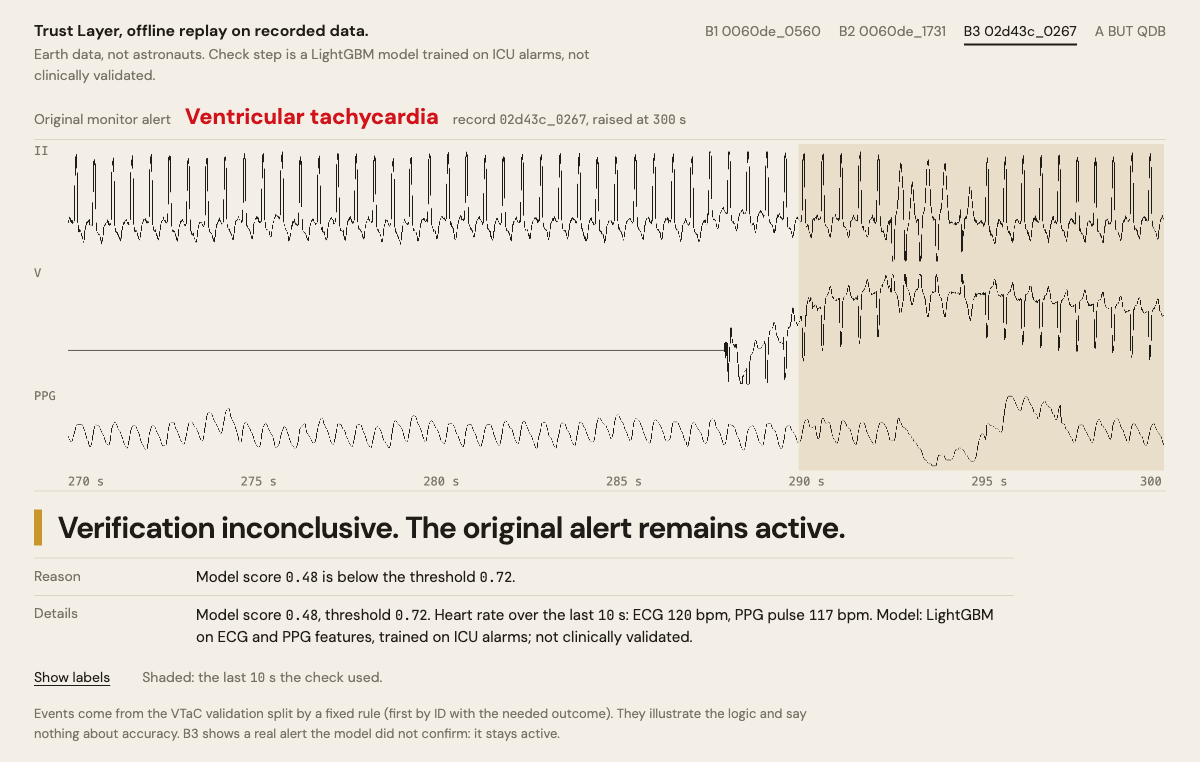 Trust Layer, offline replay on recorded data.
B1 0060de_0560 B2 0060de_1731 B3 02d43c_0267 A BUT QDB
Earth data, not astronauts. Check step is a LightGBM model trained on ICU alarms, not
clinically validated.
Original monitor alert Ventricular tachycardia record 02d43c_0267, raised at 300 s
II
V
PPG
270 s 275 s 280 s 285 s 290 s 295 s 300
Verification inconclusive. The original alert remains active.
Reason Model score 0.48 is below the threshold 0.72.
Details Model score 0.48, threshold 0.72. Heart rate over the last 10 s: ECG 120 bpm, PPG pulse 117 bpm. Model: LightGBM
on ECG and PPG features, trained on ICU alarms; not clinically validated.
Show labels Shaded: the last 10 s the check used.
Events come from the VTaC validation split by a fixed rule (first by ID with the needed outcome). They illustrate the logic and say
nothing about accuracy. B3 shows a real alert the model did not confirm: it stays active.